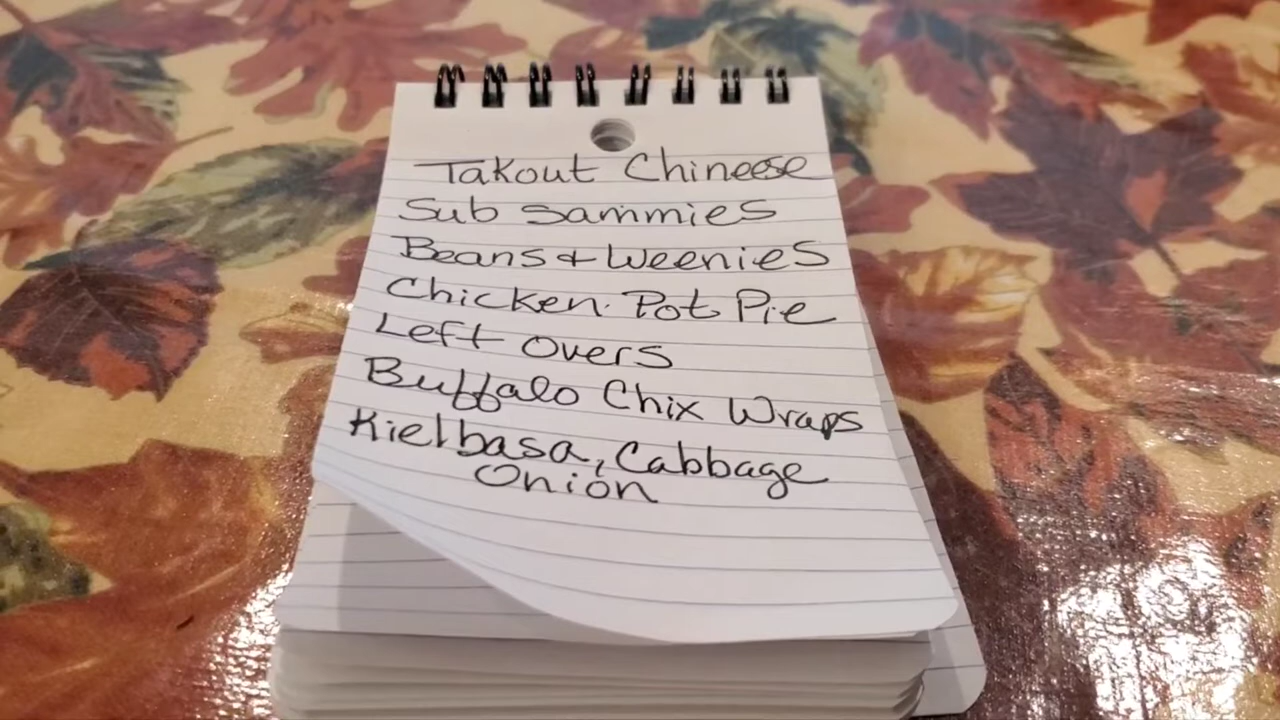 Takout Chineese
Sub Sammies
Beans & Weenies
Chicken Pot Pie
Left Overs
Buffalo Chix Wraps
Kielbasa, Cabbage
Onion